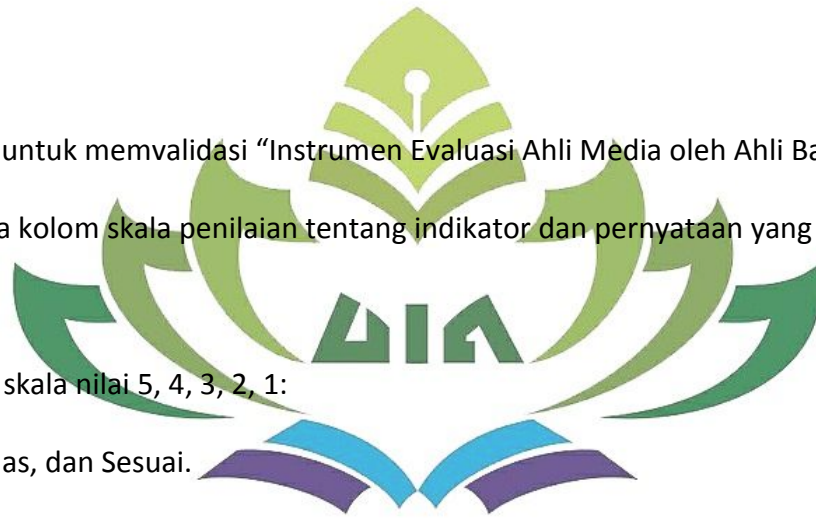 untuk memvalidasi “Instrumen Evaluasi Ahli Media oleh Ahli Ba
a kolom skala penilaian tentang indikator dan pernyataan yang
UIN
skala nilai 5, 4, 3, 2, 1:
as, dan Sesuai.